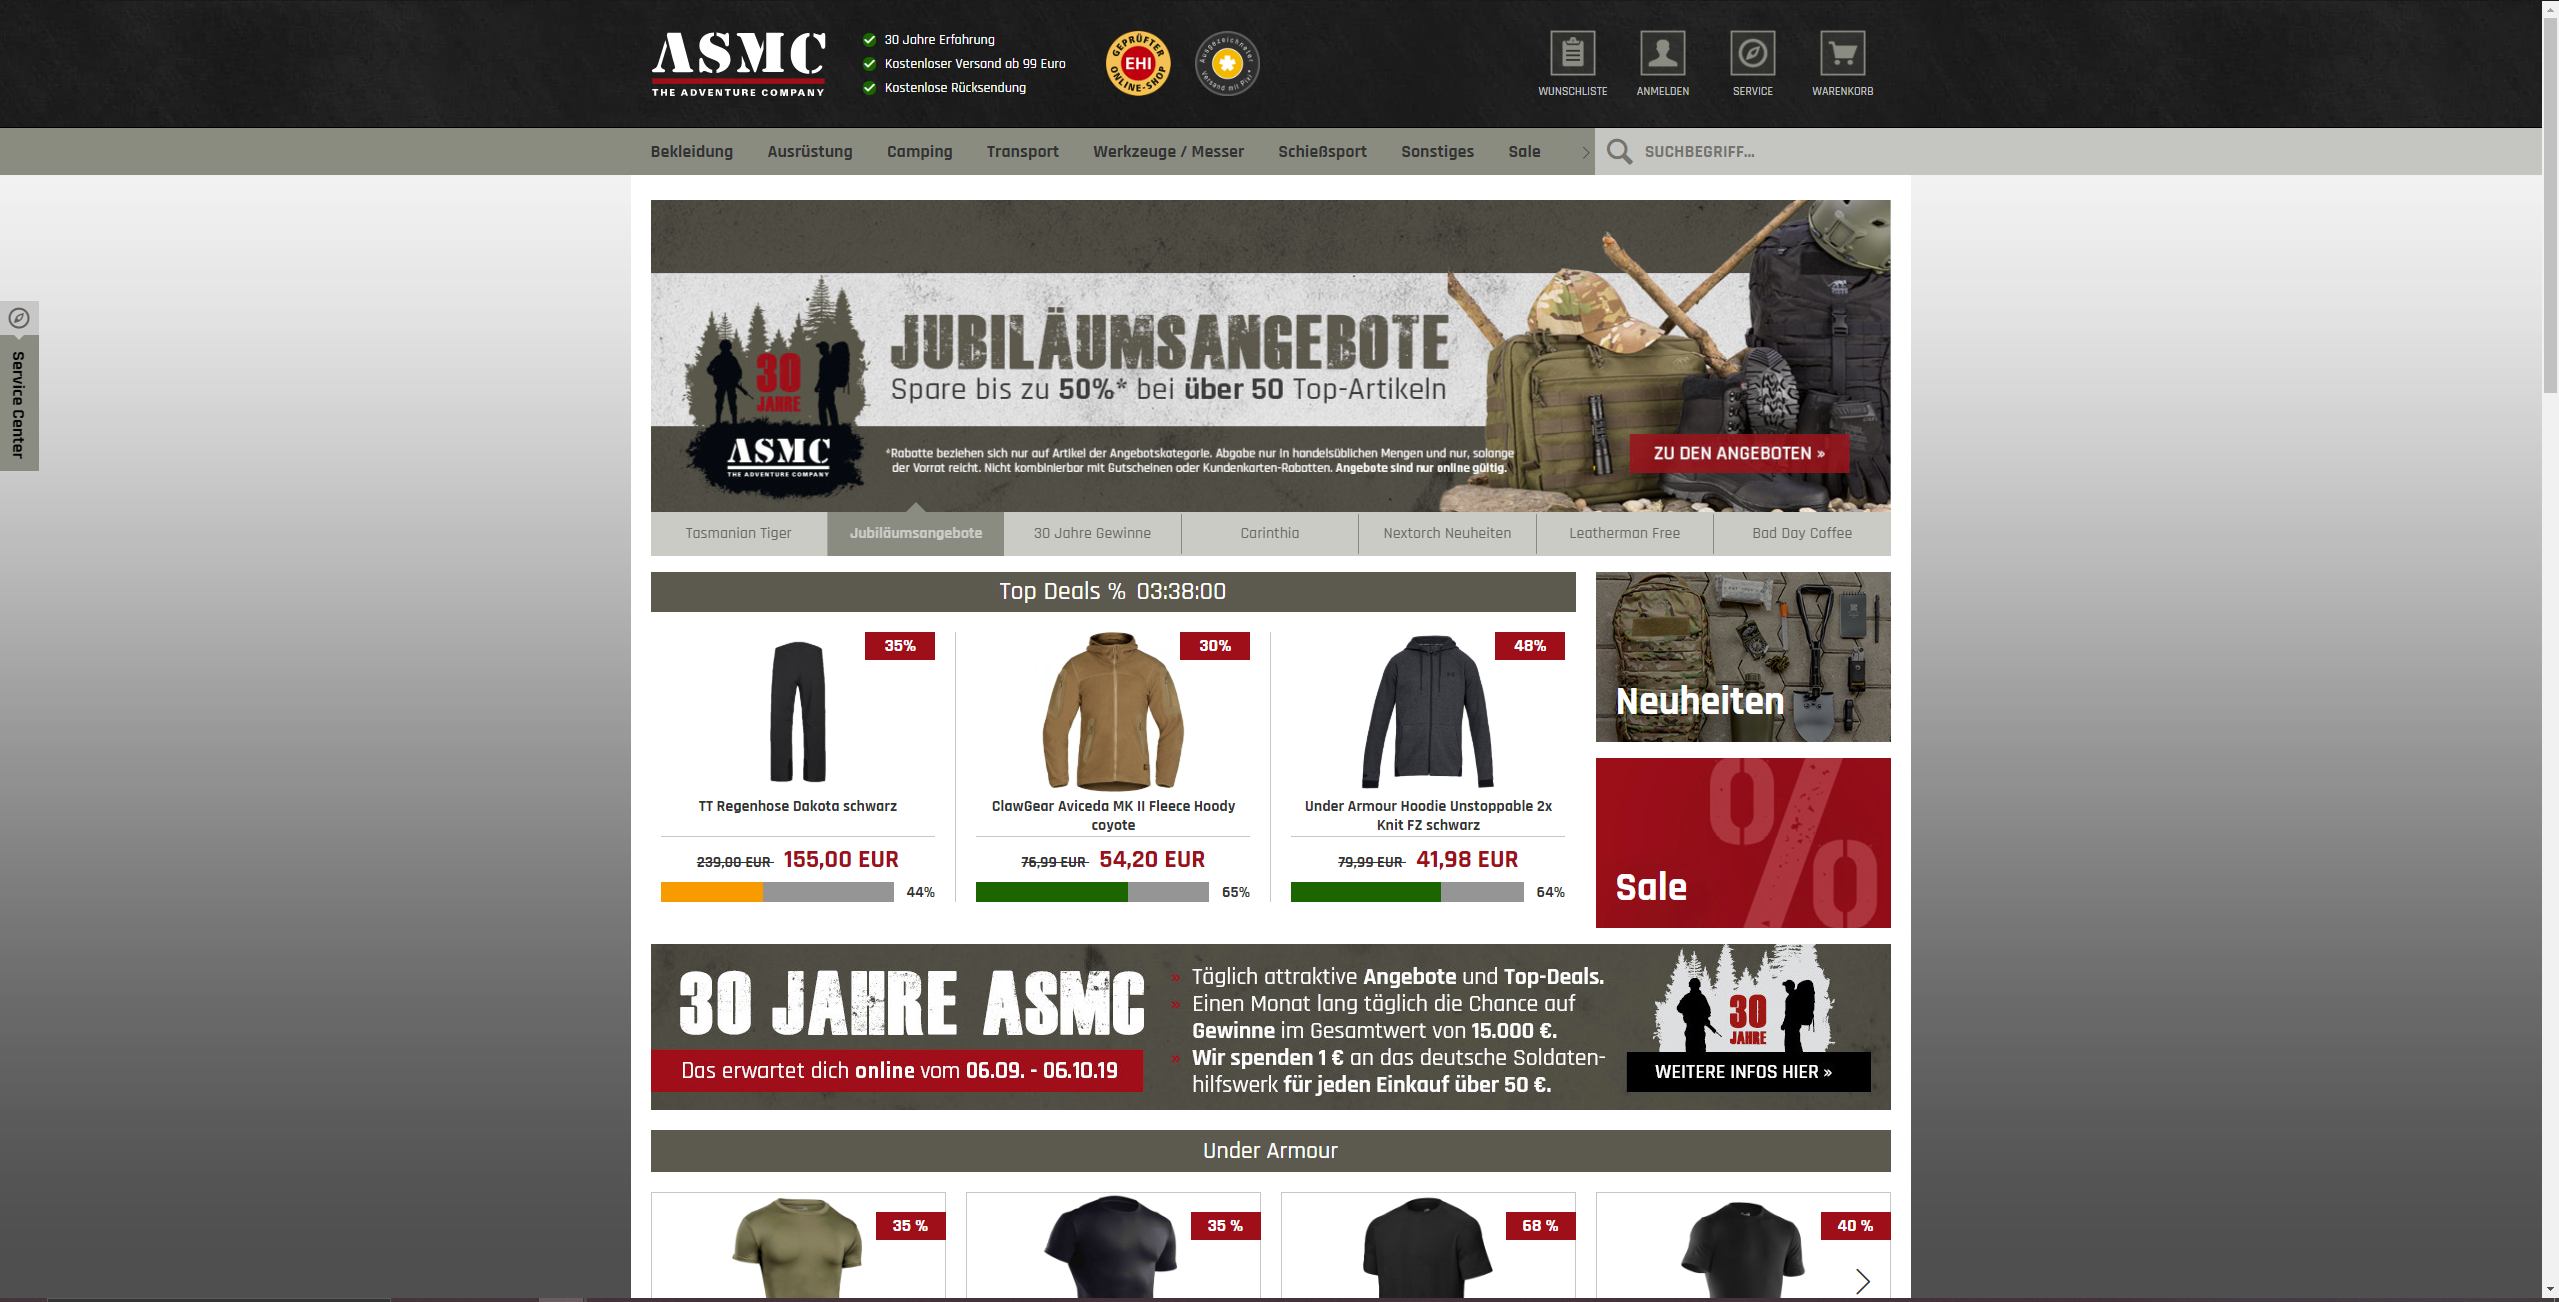 ASMC
THE ADVENTURE COMPANY
30 Jahre Erfahrung
Kostenloser Versand ab 99 Euro
Kostenlose Rücksendung
GEPRÜFTER
EHI
ONLINE-SHOP
Ausgezeichneter
Versand mit Pixi*
WUNSCHLISTE
ANMELDEN
SERVICE
WARENKORB
Bekleidung
Ausrüstung
Camping
Transport
Werkzeuge / Messer
Schießsport
Sonstiges
Sale
SUCHBEGRIFF...
Service Center
30
JAHRE
ASMC
THE ADVENTURE COMPANY
JUBILÄUMSANGEBOTE
Spare bis zu 50%* bei über 50 Top-Artikeln
*Rabatte beziehen sich nur auf Artikel der Angebotskategorie. Abgabe nur in handelsüblichen Mengen und nur, solange
der Vorrat reicht. Nicht kombinierbar mit Gutscheinen oder Kundenkarten-Rabatten. Angebote sind nur online gültig.
ZU DEN ANGEBOTEN »
Tasmanian Tiger
Jubiläumsangebote
30 Jahre Gewinne
Carinthia
Nextorch Neuheiten
Leatherman Free
Bad Day Coffee
Top Deals % 03:38:00
35%
TT Regenhose Dakota schwarz
239,00 EUR 155,00 EUR
44%
30%
ClawGear Aviceda MK II Fleece Hoody
coyote
76,99 EUR 54,20 EUR
65%
48%
Under Armour Hoodie Unstoppable 2x
Knit FZ schwarz
79,99 EUR 41,98 EUR
64%
Neuheiten
%
Sale
30 JAHRE ASMC
Das erwartet dich online vom 06.09. - 06.10.19
» Täglich attraktive Angebote und Top-Deals.
» Einen Monat lang täglich die Chance auf
Gewinne im Gesamtwert von 15.000 €.
» Wir spenden 1 € an das deutsche Soldaten-
hilfswerk für jeden Einkauf über 50 €.
30
JAHRE
WEITERE INFOS HIER »
Under Armour
35 %
35 %
68 %
40 %